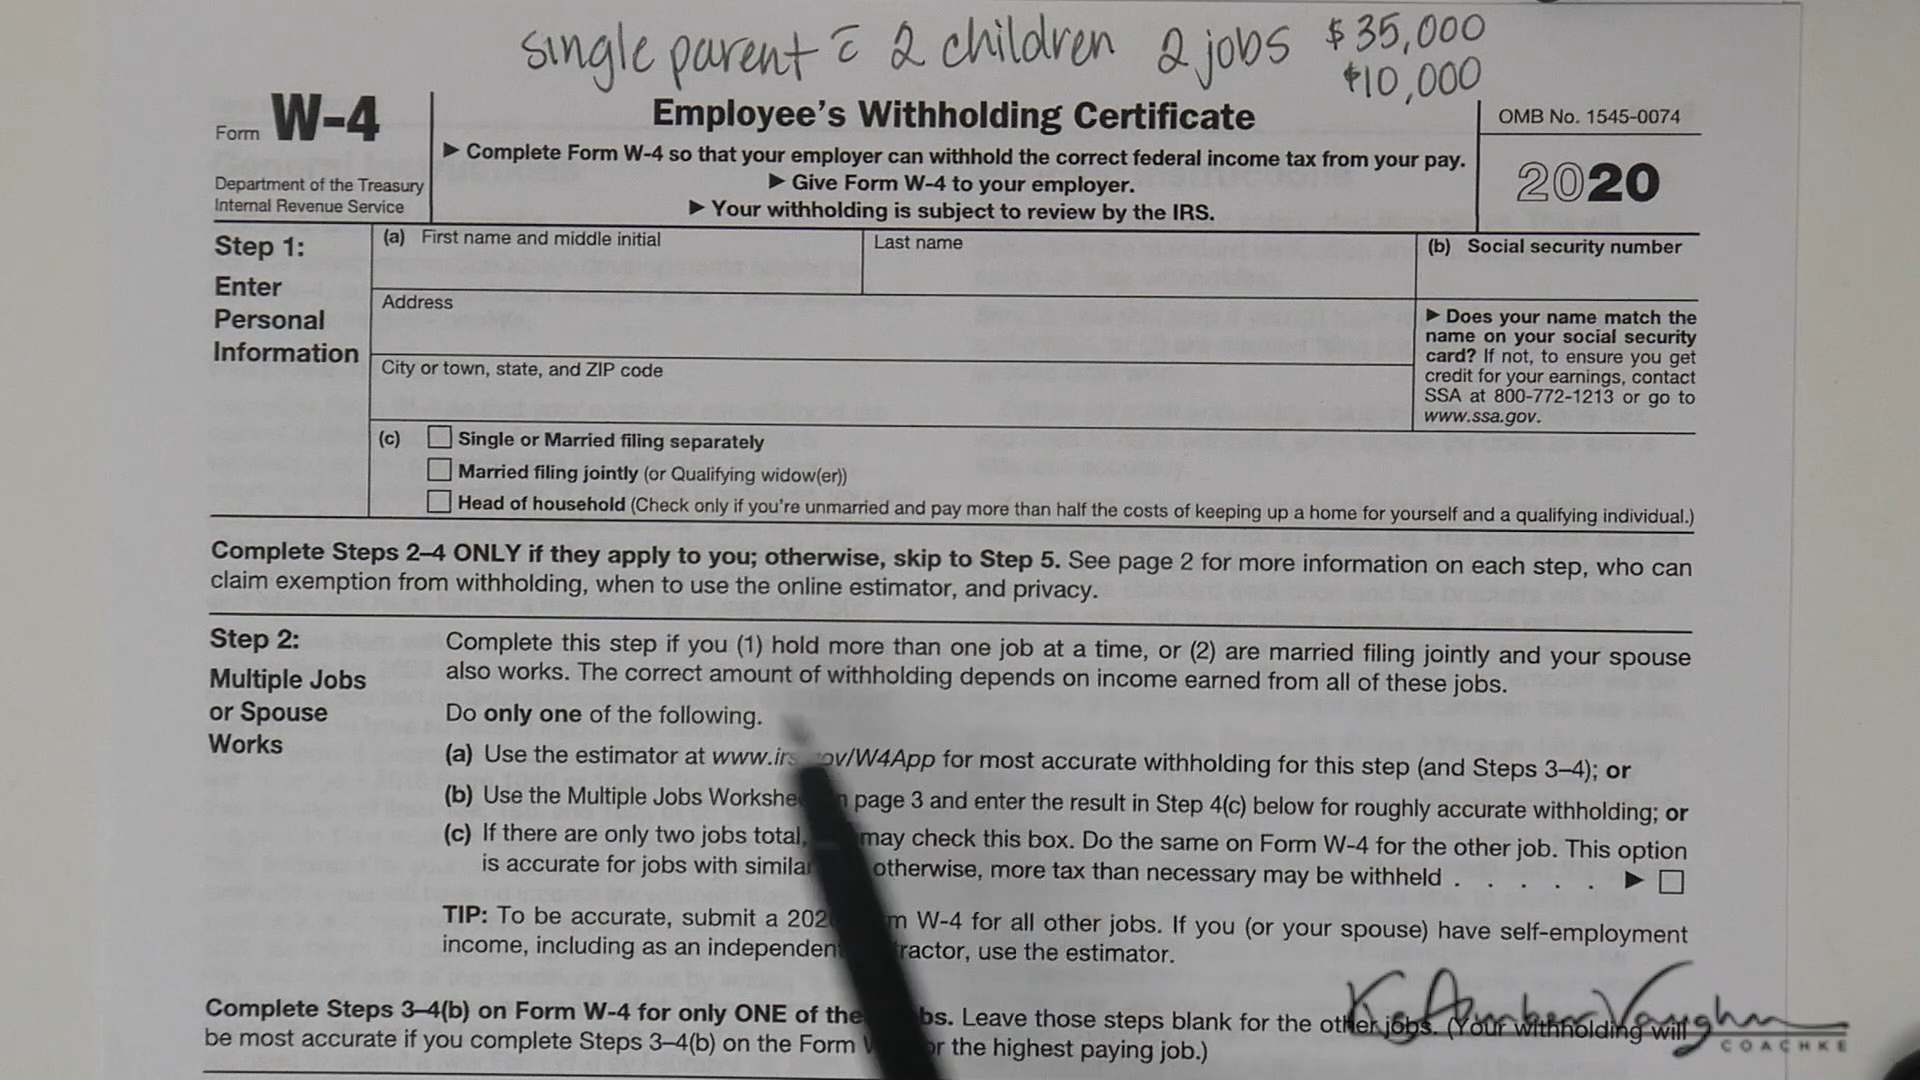 single parent c̄ 2 children 2 jobs $35,000
$10,000
Form W-4
Department of the Treasury
Internal Revenue Service
Employee's Withholding Certificate
▶ Complete Form W-4 so that your employer can withhold the correct federal income tax from your pay.
▶ Give Form W-4 to your employer.
▶ Your withholding is subject to review by the IRS.
OMB No. 1545-0074
2020
Step 1:
Enter
Personal
Information
(a) First name and middle initial
Last name
(b) Social security number
Address
City or town, state, and ZIP code
▶ Does your name match the
name on your social security
card? If not, to ensure you get
credit for your earnings, contact
SSA at 800-772-1213 or go to
www.ssa.gov.
(c) Single or Married filing separately
Married filing jointly (or Qualifying widow(er))
Head of household (Check only if you're unmarried and pay more than half the costs of keeping up a home for yourself and a qualifying individual.)
Complete Steps 2–4 ONLY if they apply to you; otherwise, skip to Step 5. See page 2 for more information on each step, who can
claim exemption from withholding, when to use the online estimator, and privacy.
Step 2:
Multiple Jobs
or Spouse
Works
Complete this step if you (1) hold more than one job at a time, or (2) are married filing jointly and your spouse
also works. The correct amount of withholding depends on income earned from all of these jobs.
Do only one of the following.
(a) Use the estimator at www.irs.gov/W4App for most accurate withholding for this step (and Steps 3–4); or
(b) Use the Multiple Jobs Workshe page 3 and enter the result in Step 4(c) below for roughly accurate withholding; or
(c) If there are only two jobs total, may check this box. Do the same on Form W-4 for the other job. This option
is accurate for jobs with similar otherwise, more tax than necessary may be withheld . . . . . ▶
TIP: To be accurate, submit a 202 m W-4 for all other jobs. If you (or your spouse) have self-employment
income, including as an independent ractor, use the estimator.
Complete Steps 3–4(b) on Form W-4 for only ONE of the bs. Leave those steps blank for the other jobs. (Your withholding will
be most accurate if you complete Steps 3–4(b) on the Form W or the highest paying job.)
COACHKE